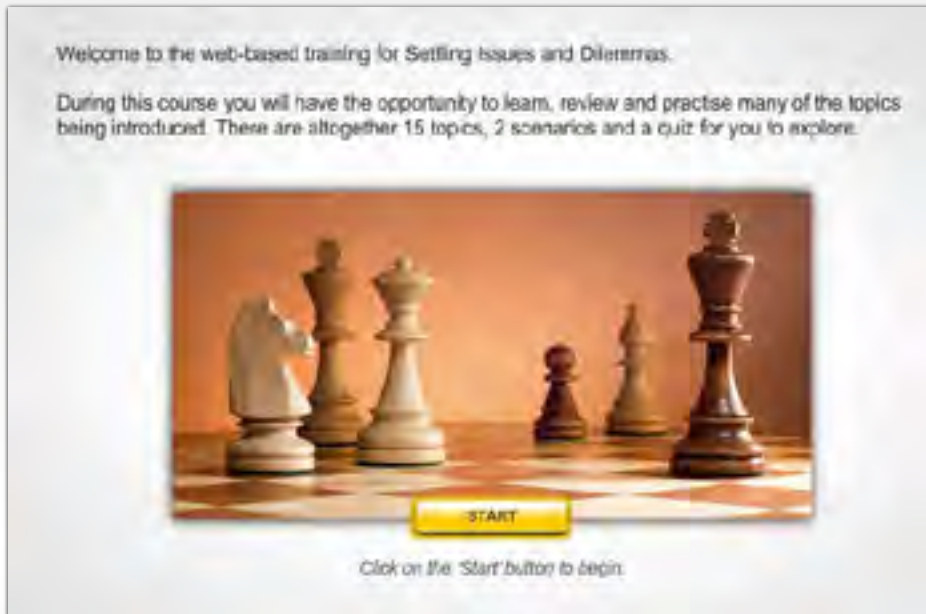 Welcome to the web-based training for Settling Issues and Dilemmas.
During this course you will have the opportunity to learn, review and practise many of the topics
being introduced. There are altogether 15 topics, 2 scenarios and a quiz for you to explore.
START
Click on the 'Start' button to begin.